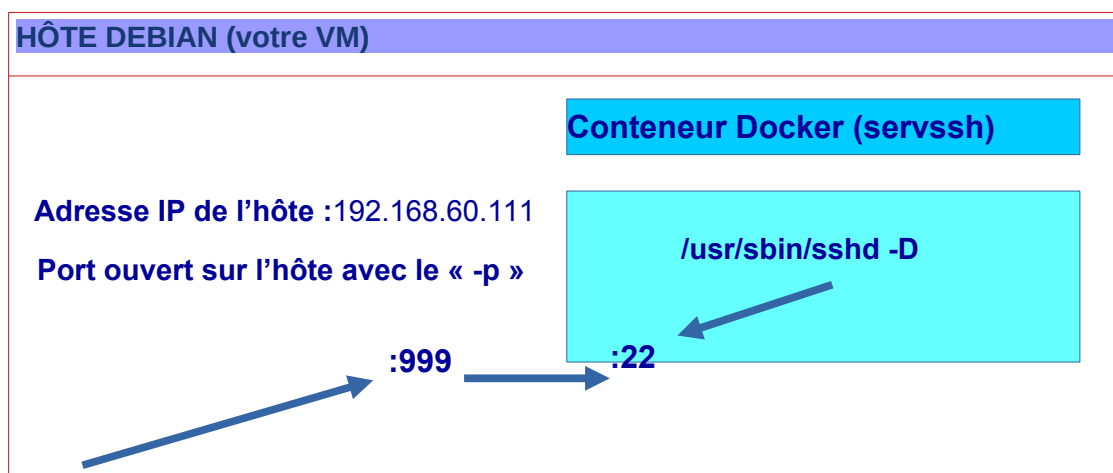 HÔTE DEBIAN (votre VM)
Conteneur Docker (servssh)
Adresse IP de l’hôte :192.168.60.111
Port ouvert sur l’hôte avec le « -p »
/usr/sbin/sshd -D
:999
:22